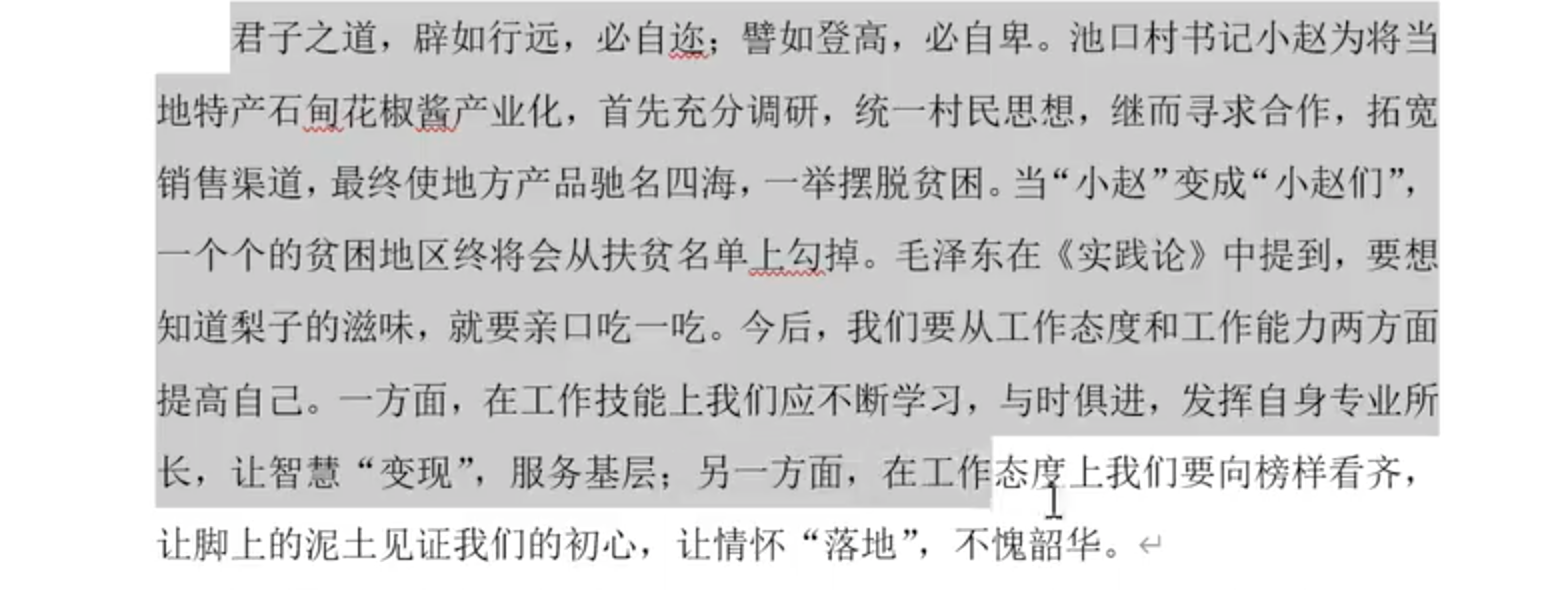 君子之道，辟如行远，必自迩；譬如登高，必自卑。池口村书记小赵为将当
地特产石甸花椒酱产业化，首先充分调研，统一村民思想，继而寻求合作，拓宽
销售渠道，最终使地方产品驰名四海，一举摆脱贫困。当“小赵”变成“小赵们”，
一个个的贫困地区终将会从扶贫名单上勾掉。毛泽东在《实践论》中提到，要想
知道梨子的滋味，就要亲口吃一吃。今后，我们要从工作态度和工作能力两方面
提高自己。一方面，在工作技能上我们应不断学习，与时俱进，发挥自身专业所
长，让智慧“变现”，服务基层；另一方面，在工作态度上我们要向榜样看齐，
让脚上的泥土见证我们的初心，让情怀“落地”，不愧韶华。